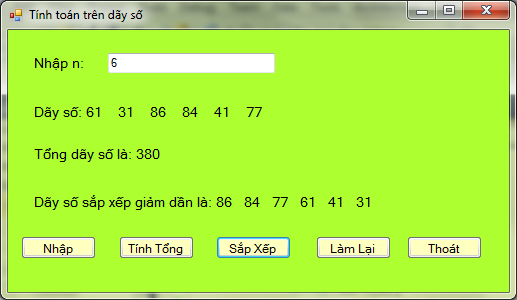 Tính toán trên dãy số
Nhập n: 6
Dãy số: 61 31 86 84 41 77
Tổng dãy số là: 380
Dãy số sắp xếp giảm dần là: 86 84 77 61 41 31
Nhập Tính Tổng Sắp Xếp Làm Lại Thoát